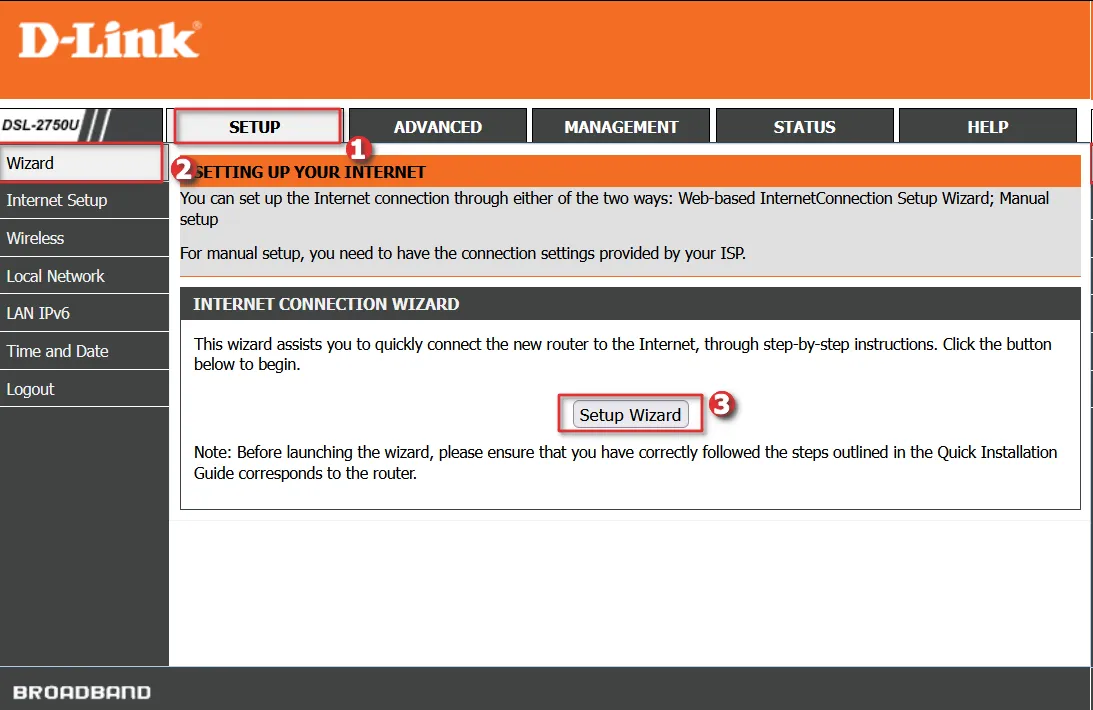 D-Link®
DSL-2750U
SETUP
ADVANCED
MANAGEMENT
STATUS
HELP
1
Wizard
2
Internet Setup
Wireless
Local Network
LAN IPv6
Time and Date
Logout
SETTING UP YOUR INTERNET
You can set up the Internet connection through either of the two ways: Web-based InternetConnection Setup Wizard; Manual
setup
For manual setup, you need to have the connection settings provided by your ISP.
INTERNET CONNECTION WIZARD
This wizard assists you to quickly connect the new router to the Internet, through step-by-step instructions. Click the button
below to begin.
Setup Wizard
3
Note: Before launching the wizard, please ensure that you have correctly followed the steps outlined in the Quick Installation
Guide corresponds to the router.
BROADBAND